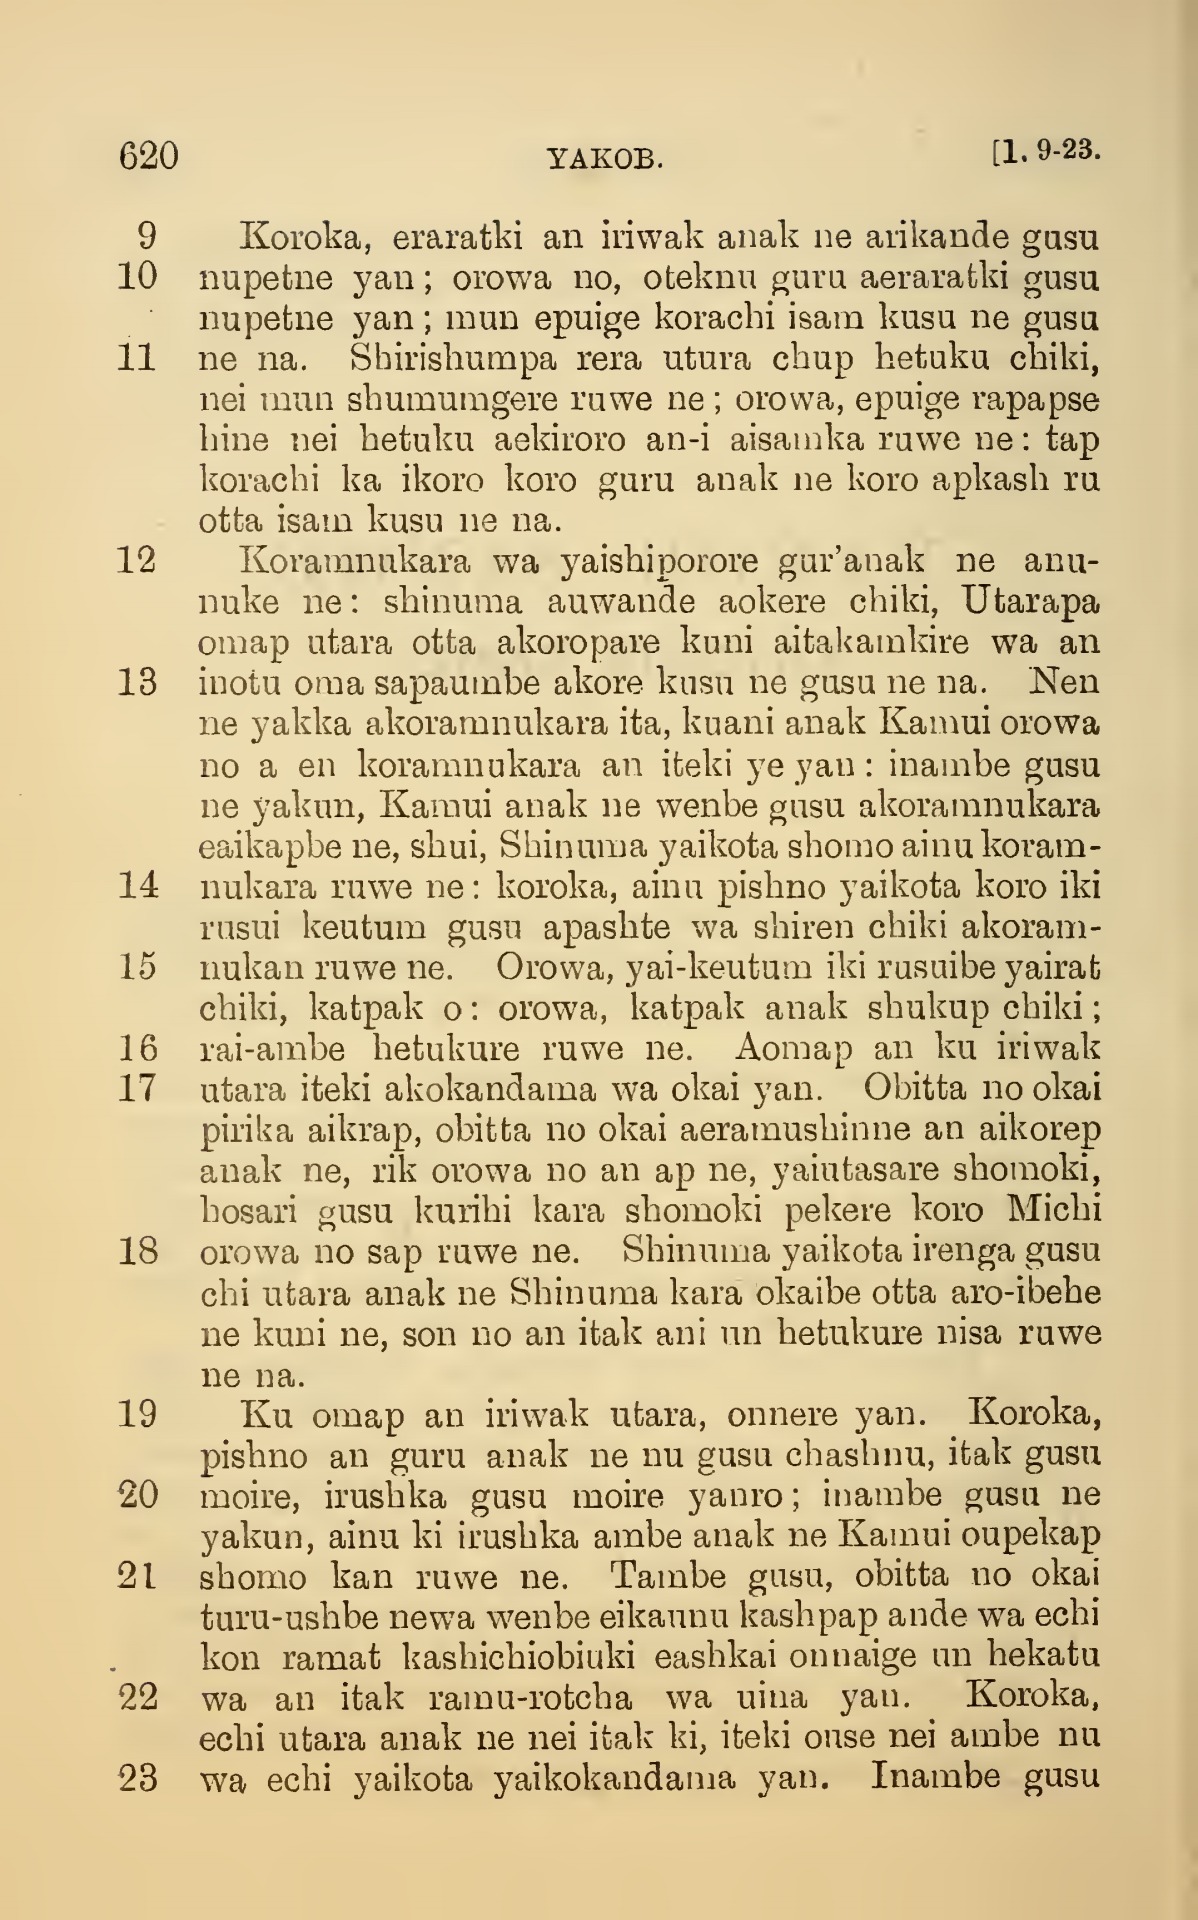 620 YAKOB. [1. 9-23.
9 Koroka, eraratki an iriwak anak ne arikande gusu
10 nupetne yan ; orowa no, oteknu guru aeraratki gusu
nupetne yan ; mun epuige korachi isam kusu ne gusu
11 ne na. Shirishumpa rera utura chup hetuku chiki,
nei mun shumumgere ruwe ne ; orowa, epuige rapapse
hine nei hetuku aekiroro an-i aisamka ruwe ne : tap
korachi ka ikoro koro guru anak ne koro apkash ru
otta isam kusu ne na.
12 Koramnukara wa yaishiporore gur'anak ne anu-
nuke ne : shinuma auwande aokere chiki, Utarapa
omap utara otta akoropare kuni aitakamkire wa an
13 inotu oma sapaumbe akore kusu ne gusu ne na. Nen
ne yakka akoramnukara ita, kuani anak Kamui orowa
no a en koramnukara an iteki ye yan : inambe gusu
ne yakun, Kamui anak ne wenbe gusu akoramnukara
eaikapbe ne, shui, Shinuma yaikota shomo ainu koram-
14 nukara ruwe ne : koroka, ainu pishno yaikota koro iki
rusui keutum gusu apashte wa shiren chiki akoram-
15 nukan ruwe ne. Orowa, yai-keutum iki rusuibe yairat
chiki, katpak o : orowa, katpak anak shukup chiki ;
16 rai-ambe hetukure ruwe ne. Aomap an ku iriwak
17 utara iteki akokandama wa okai yan. Obitta no okai
pirika aikrap, obitta no okai aeramushinne an aikorep
anak ne, rik orowa no an ap ne, yaiutasare shomoki,
hosari gusu kurihi kara shomoki pekere koro Michi
18 orowa no sap ruwe ne. Shinuma yaikota irenga gusu
chi utara anak ne Shinuma kara okaibe otta aro-ibehe
ne kuni ne, son no an itak ani un hetukure nisa ruwe
ne na.
19 Ku omap an iriwak utara, onnere yan. Koroka,
pishno an guru anak ne nu gusu chashnu, itak gusu
20 moire, irushka gusu moire yanro ; inambe gusu ne
yakun, ainu ki irushka ambe anak ne Kamui oupekap
21 shomo kan ruwe ne. Tambe gusu, obitta no okai
turu-ushbe newa wenbe eikaunu kashpap ande wa echi
kon ramat kashichiobiuki eashkai onnaige un hekatu
22 wa an itak ramu-rotcha wa uina yan. Koroka,
echi utara anak ne nei itak ki, iteki ouse nei ambe nu
23 wa echi yaikota yaikokandama yan. Inambe gusu